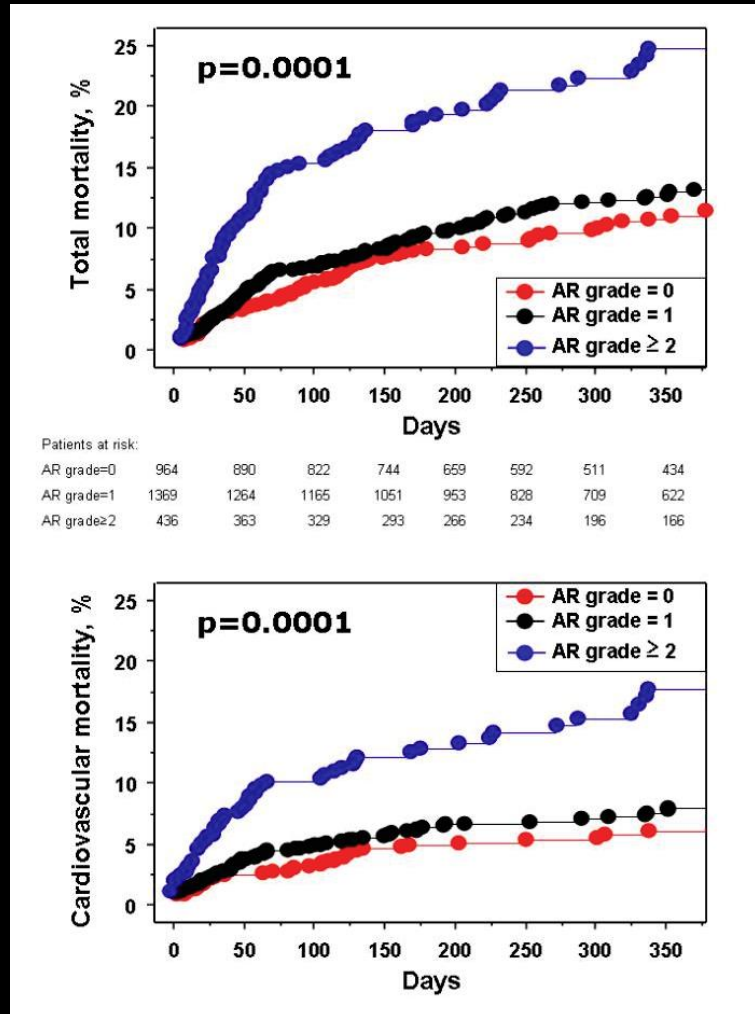 25
20
15
10
5
0
Total mortality, %
p=0.0001
AR grade = 0
AR grade = 1
AR grade ≥ 2
0 50 100 150 200 250 300 350
Days
Patients at risk:
AR grade=0 964 890 822 744 659 592 511 434
AR grade=1 1369 1264 1165 1051 953 828 709 622
AR grade≥2 436 363 329 293 266 234 196 166
25
20
15
10
5
0
Cardiovascular mortality, %
p=0.0001
AR grade = 0
AR grade = 1
AR grade ≥ 2
0 50 100 150 200 250 300 350
Days